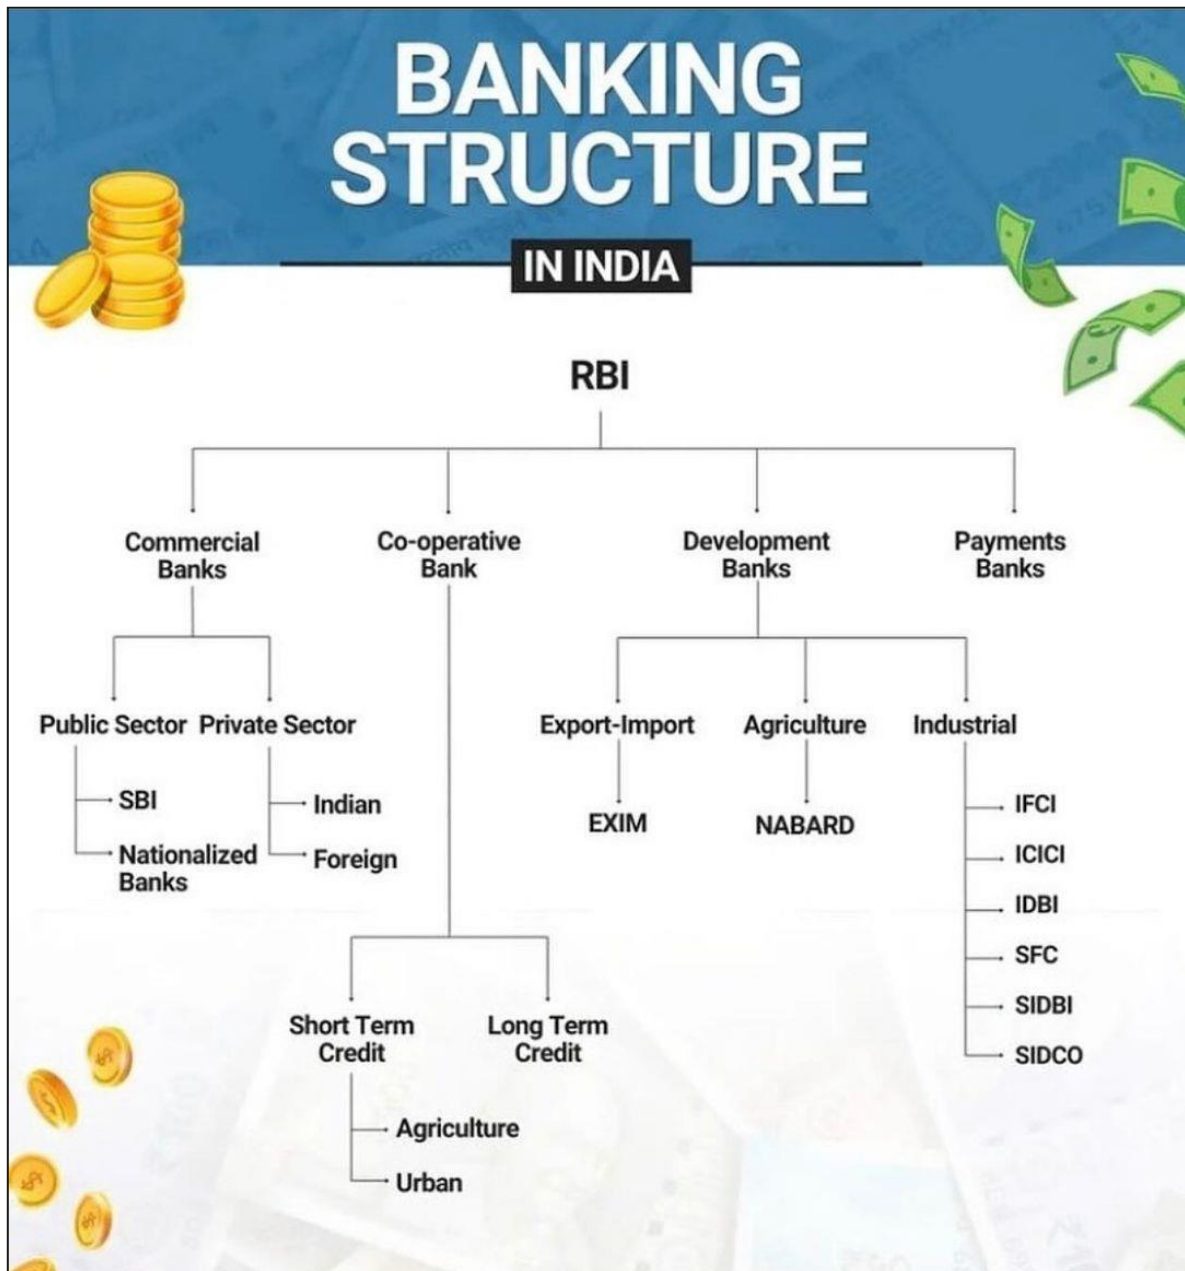 BANKING
STRUCTURE
IN INDIA
RBI
Commercial
Banks
Co-operative
Bank
Development
Banks
Payments
Banks
Public Sector
Private Sector
SBI
Nationalized
Banks
Indian
Foreign
Export-Import
Agriculture
Industrial
EXIM
NABARD
IFCI
ICICI
IDBI
SFC
SIDBI
SIDCO
Short Term
Credit
Long Term
Credit
Agriculture
Urban